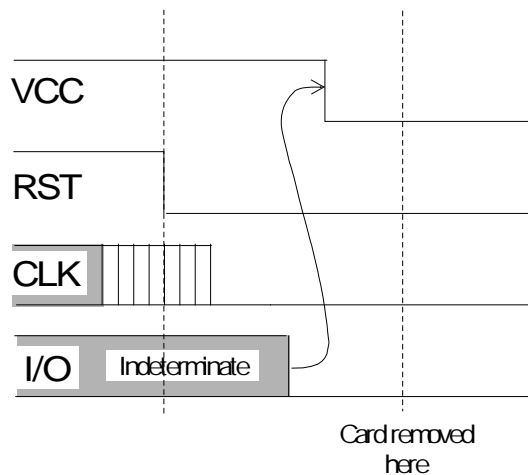 VCC
RST
CLK
I/O Indeterminate
Card removed
here